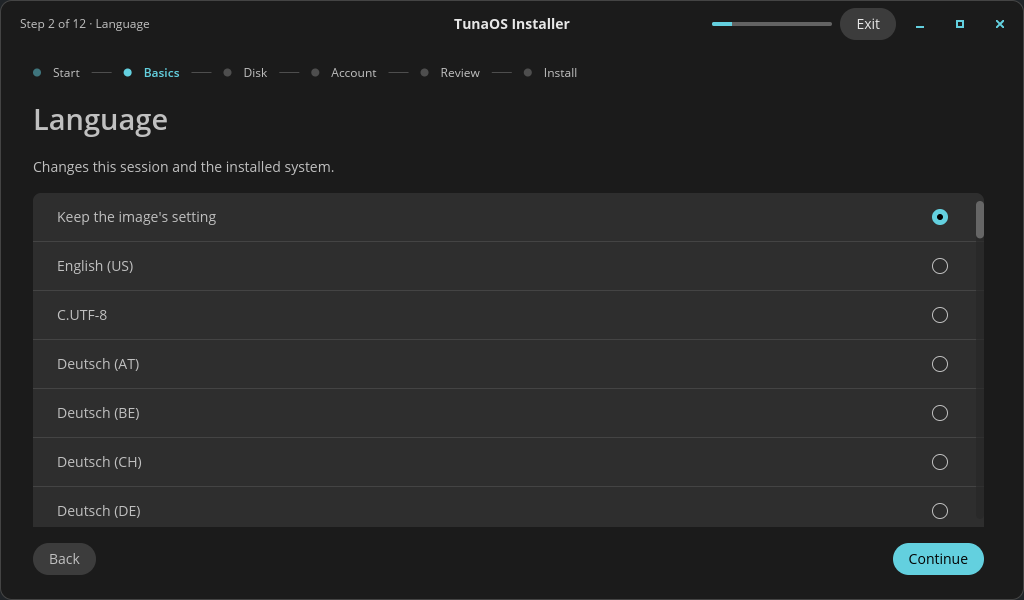 Step 2 of 12 · Language
TunaOS Installer
Exit
Start
Basics
Disk
Account
Review
Install
Language
Changes this session and the installed system.
Keep the image's setting
English (US)
C.UTF-8
Deutsch (AT)
Deutsch (BE)
Deutsch (CH)
Deutsch (DE)
Back
Continue